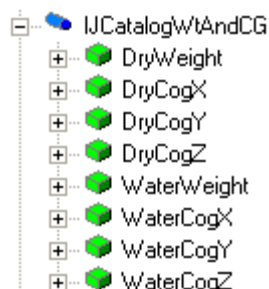 IJCatalogWtAndCG
DryWeight
DryCogX
DryCogY
DryCogZ
WaterWeight
WaterCogX
WaterCogY
WaterCogZ